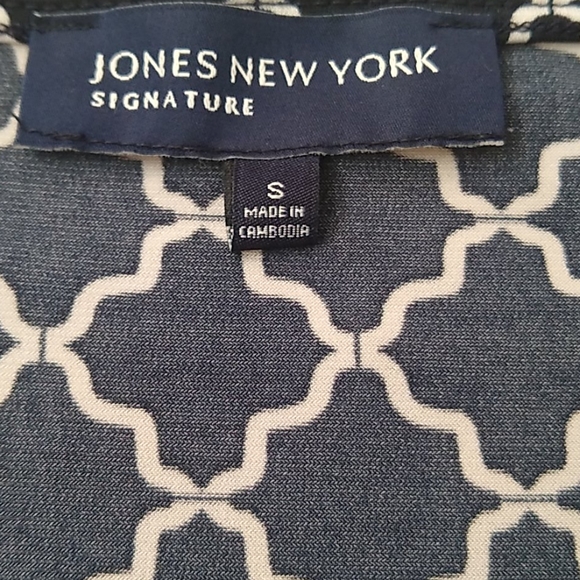 JONES NEW YORK
SIGNATURE
S
MADE IN
CAMBODIA